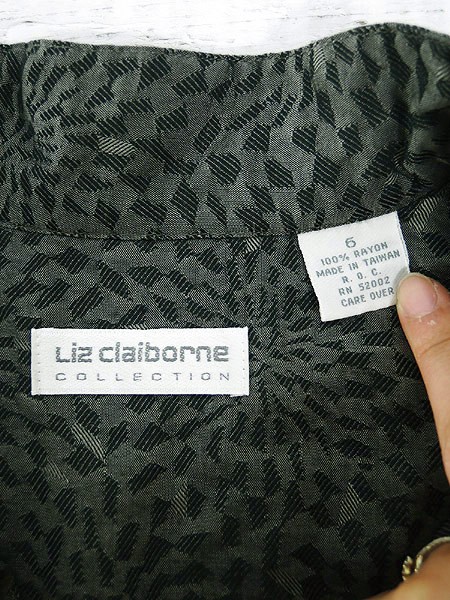 6
100% RAYON
MADE IN TAIWAN
R. O. C.
RN 52002
CARE OVER
Liz claiborne
COLLECTION